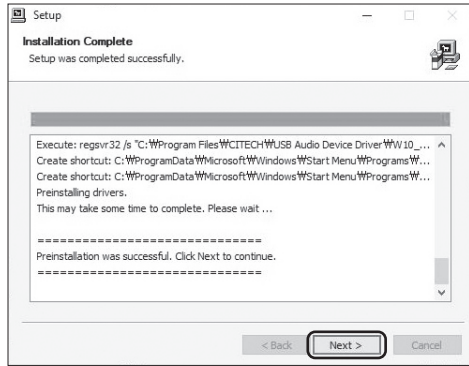 Setup
Installation Complete
Setup was completed successfully.
Execute: regsvr32 /s "C:₩Program Files₩CITECH₩USB Audio Device Driver₩W10_...
Create shortcut: C:₩ProgramData₩Microsoft₩Windows₩Start Menu₩Programs₩...
Create shortcut: C:₩ProgramData₩Microsoft₩Windows₩Start Menu₩Programs₩...
Preinstalling drivers.
This may take some time to complete. Please wait ...
==============================
Preinstallation was successful. Click Next to continue.
==============================
< Back Next > Cancel